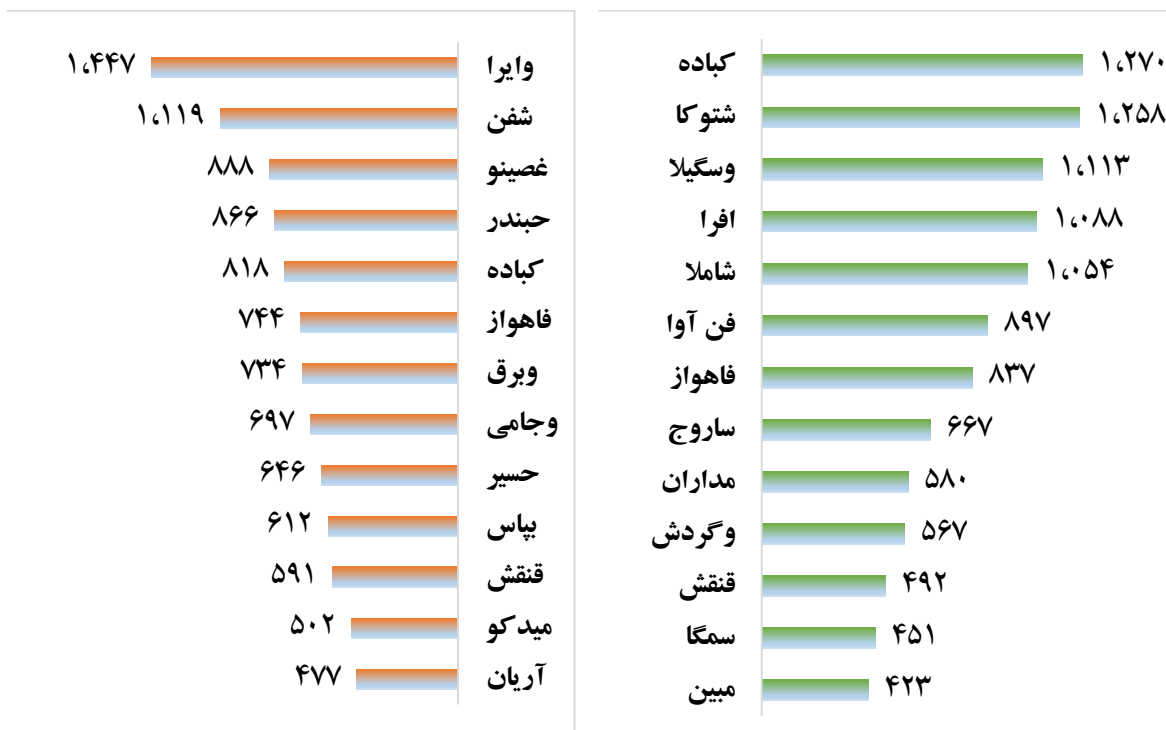 کباده ۱،۲۷۰
شتوکا ۱،۲۵۸
وسگیلا ۱،۱۱۳
افرا ۱،۰۸۸
شاملا ۱،۰۵۴
فن آوا ۸۹۷
فاهواز ۸۳۷
ساروج ۶۶۷
مداران ۵۸۰
وگردش ۵۶۷
قنقش ۴۹۲
سمگا ۴۵۱
مبین ۴۲۳
وایرا ۱،۴۴۷
شفن ۱،۱۱۹
غصینو ۸۸۸
حبندر ۸۶۶
کباده ۸۱۸
فاهواز ۷۴۴
وبرق ۷۳۴
وجامی ۶۹۷
حسیر ۶۴۶
بپاس ۶۱۲
قنقش ۵۹۱
میدکو ۵۰۲
آریان ۴۷۷